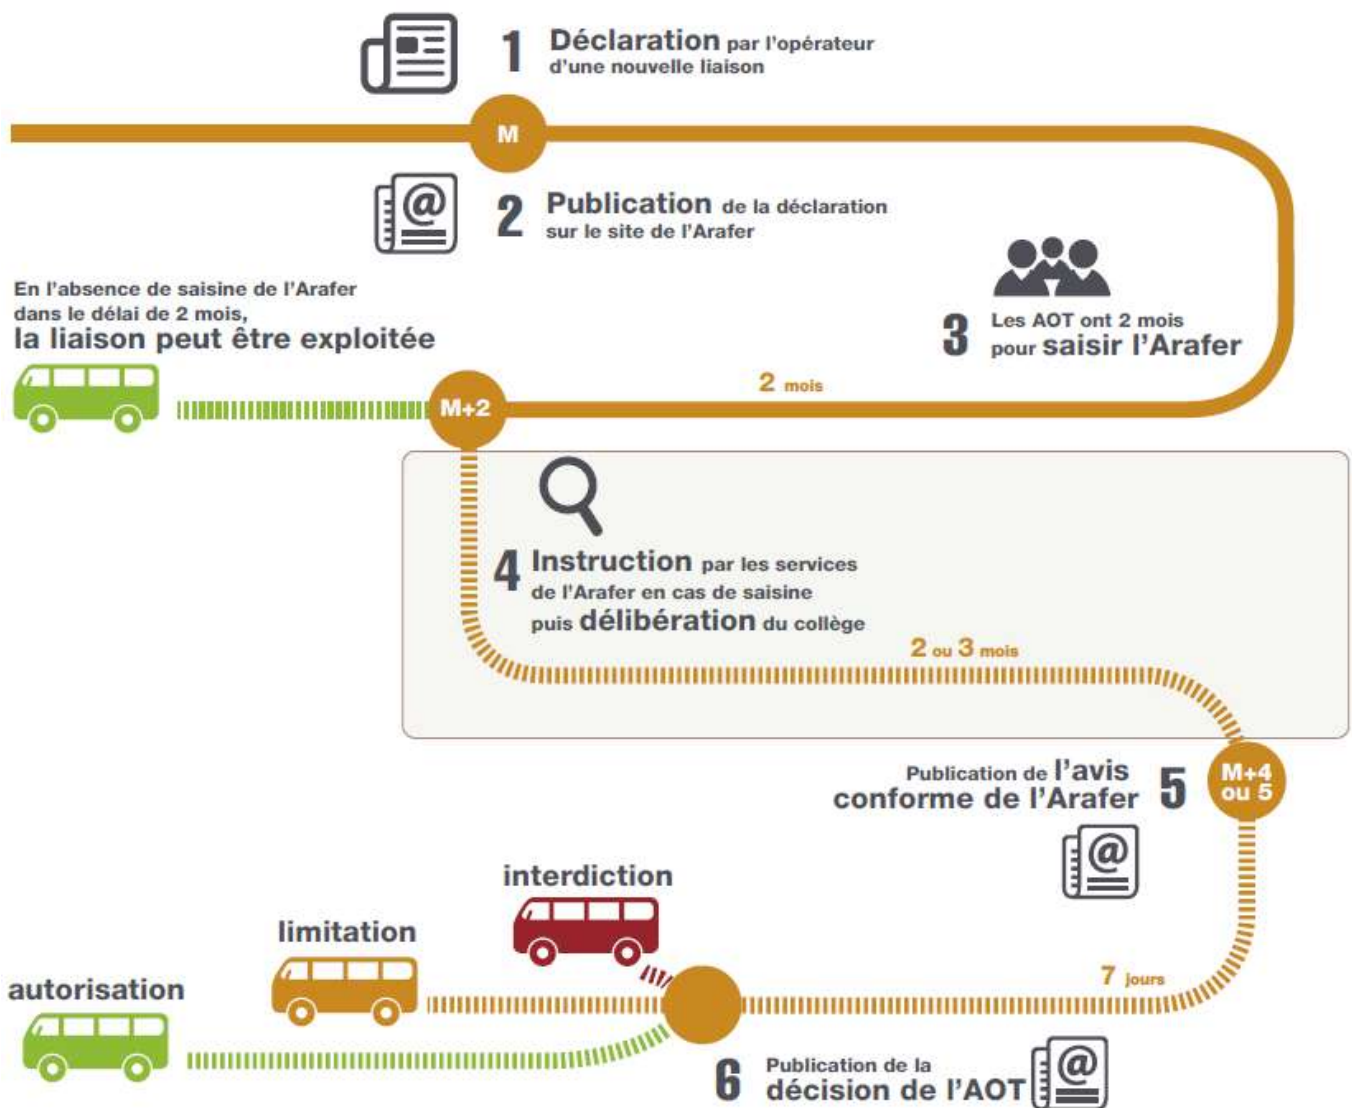 1 Déclaration par l'opérateur
d'une nouvelle liaison
M
2 Publication de la déclaration
sur le site de l'Arafer
En l'absence de saisine de l'Arafer
dans le délai de 2 mois,
la liaison peut être exploitée
3 Les AOT ont 2 mois
pour saisir l'Arafer
2 mois
M+2
4 Instruction par les services
de l'Arafer en cas de saisine
puis délibération du collège
2 ou 3 mois
Publication de l'avis
conforme de l'Arafer 5
M+4
ou 5
interdiction
limitation
autorisation
7 jours
6 Publication de la
décision de l'AOT